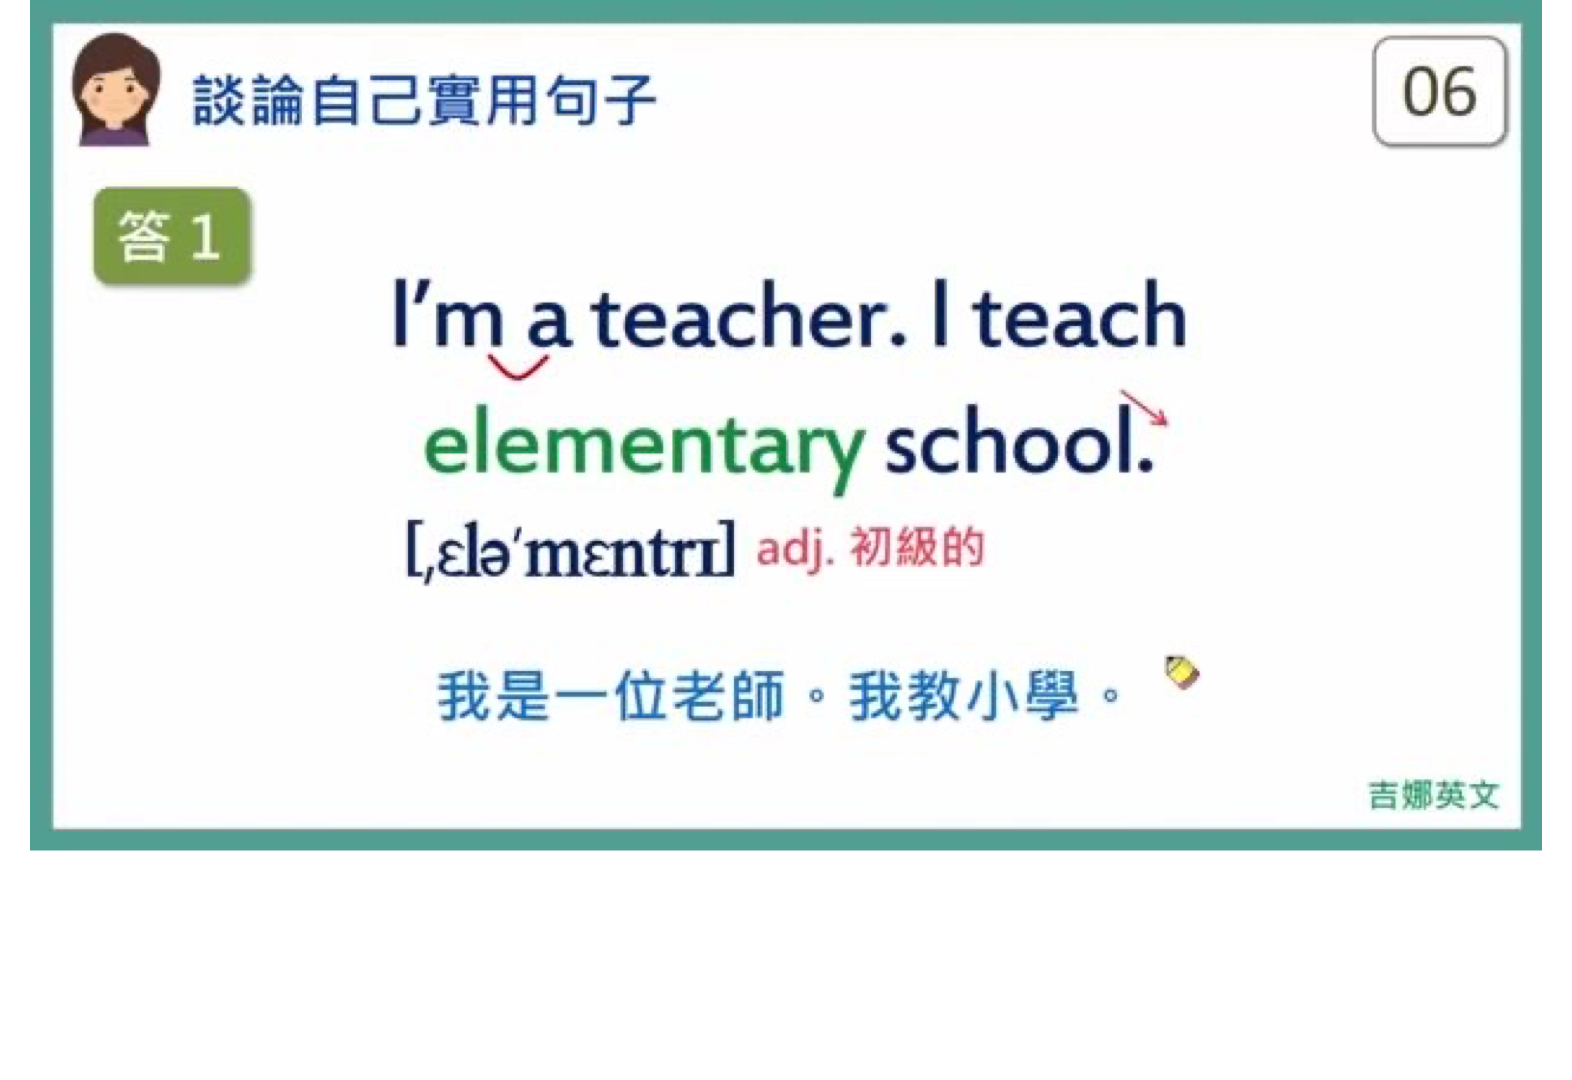 談論自己實用句子
06
答 1
I’m a teacher. I teach
elementary school.
[ˌɛləˈmɛntrɪ] adj. 初級的
我是一位老師。我教小學。
吉娜英文